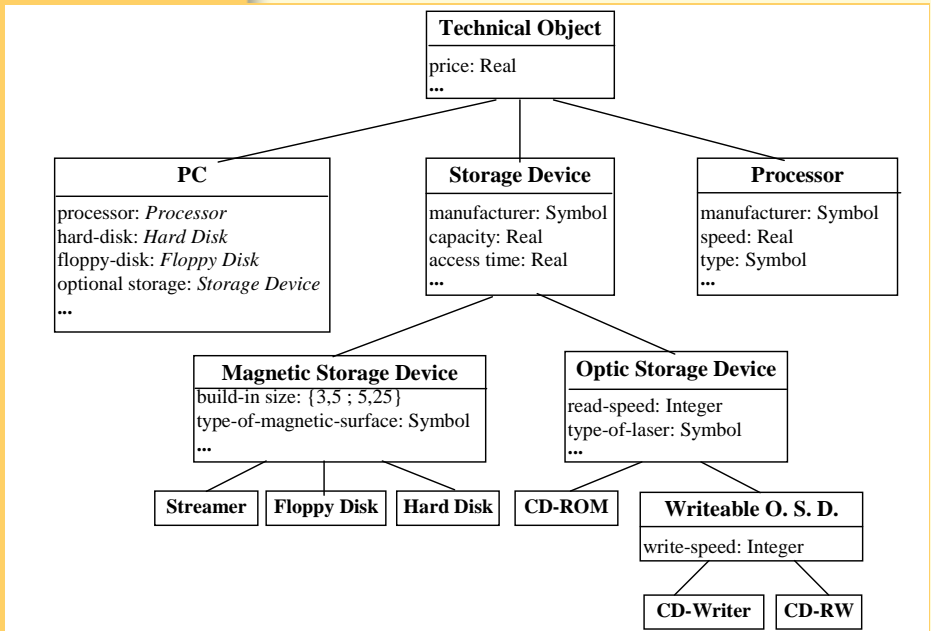 Technical Object
price: Real
...
PC
processor: Processor
hard-disk: Hard Disk
floppy-disk: Floppy Disk
optional storage: Storage Device
...
Storage Device
manufacturer: Symbol
capacity: Real
access time: Real
...
Processor
manufacturer: Symbol
speed: Real
type: Symbol
...
Magnetic Storage Device
build-in size: {3,5 ; 5,25}
type-of-magnetic-surface: Symbol
...
Optic Storage Device
read-speed: Integer
type-of-laser: Symbol
...
Streamer
Floppy Disk
Hard Disk
CD-ROM
Writeable O. S. D.
write-speed: Integer
CD-Writer
CD-RW